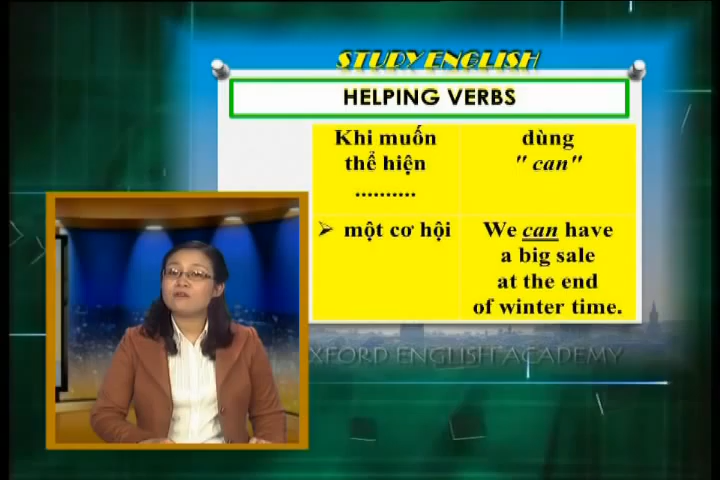 STUDY ENGLISH
HELPING VERBS
Khi muốn
thể hiện
..........
dùng
" can"
➢ một cơ hội
We can have
a big sale
at the end
of winter time.
XFORD ENGLISH ACADEMY